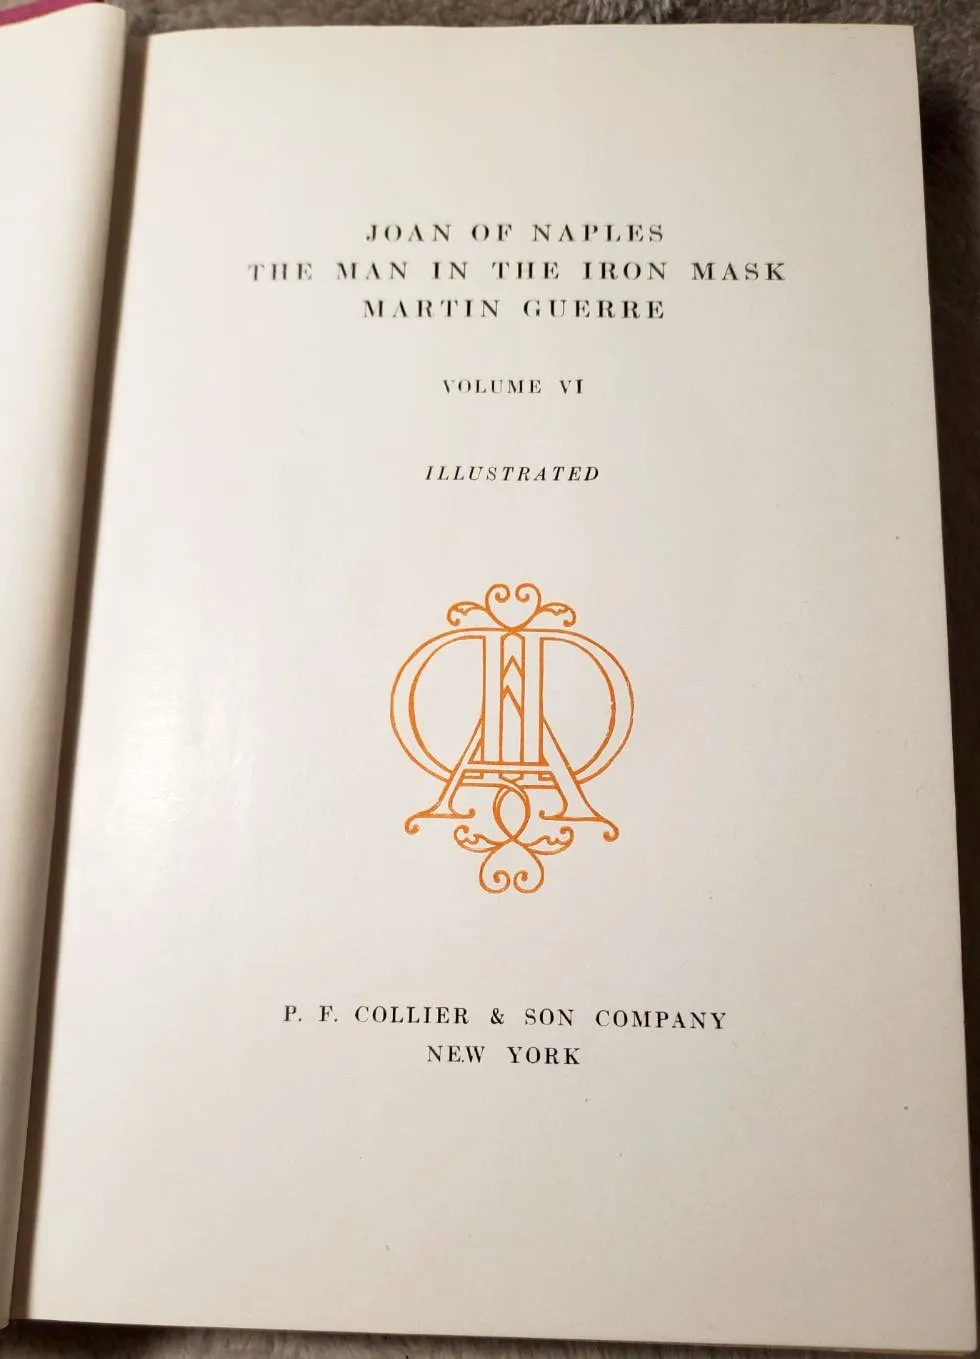 JOAN OF NAPLES
THE MAN IN THE IRON MASK
MARTIN GUERRE
VOLUME VI
ILLUSTRATED
P. F. COLLIER & SON COMPANY
NEW YORK